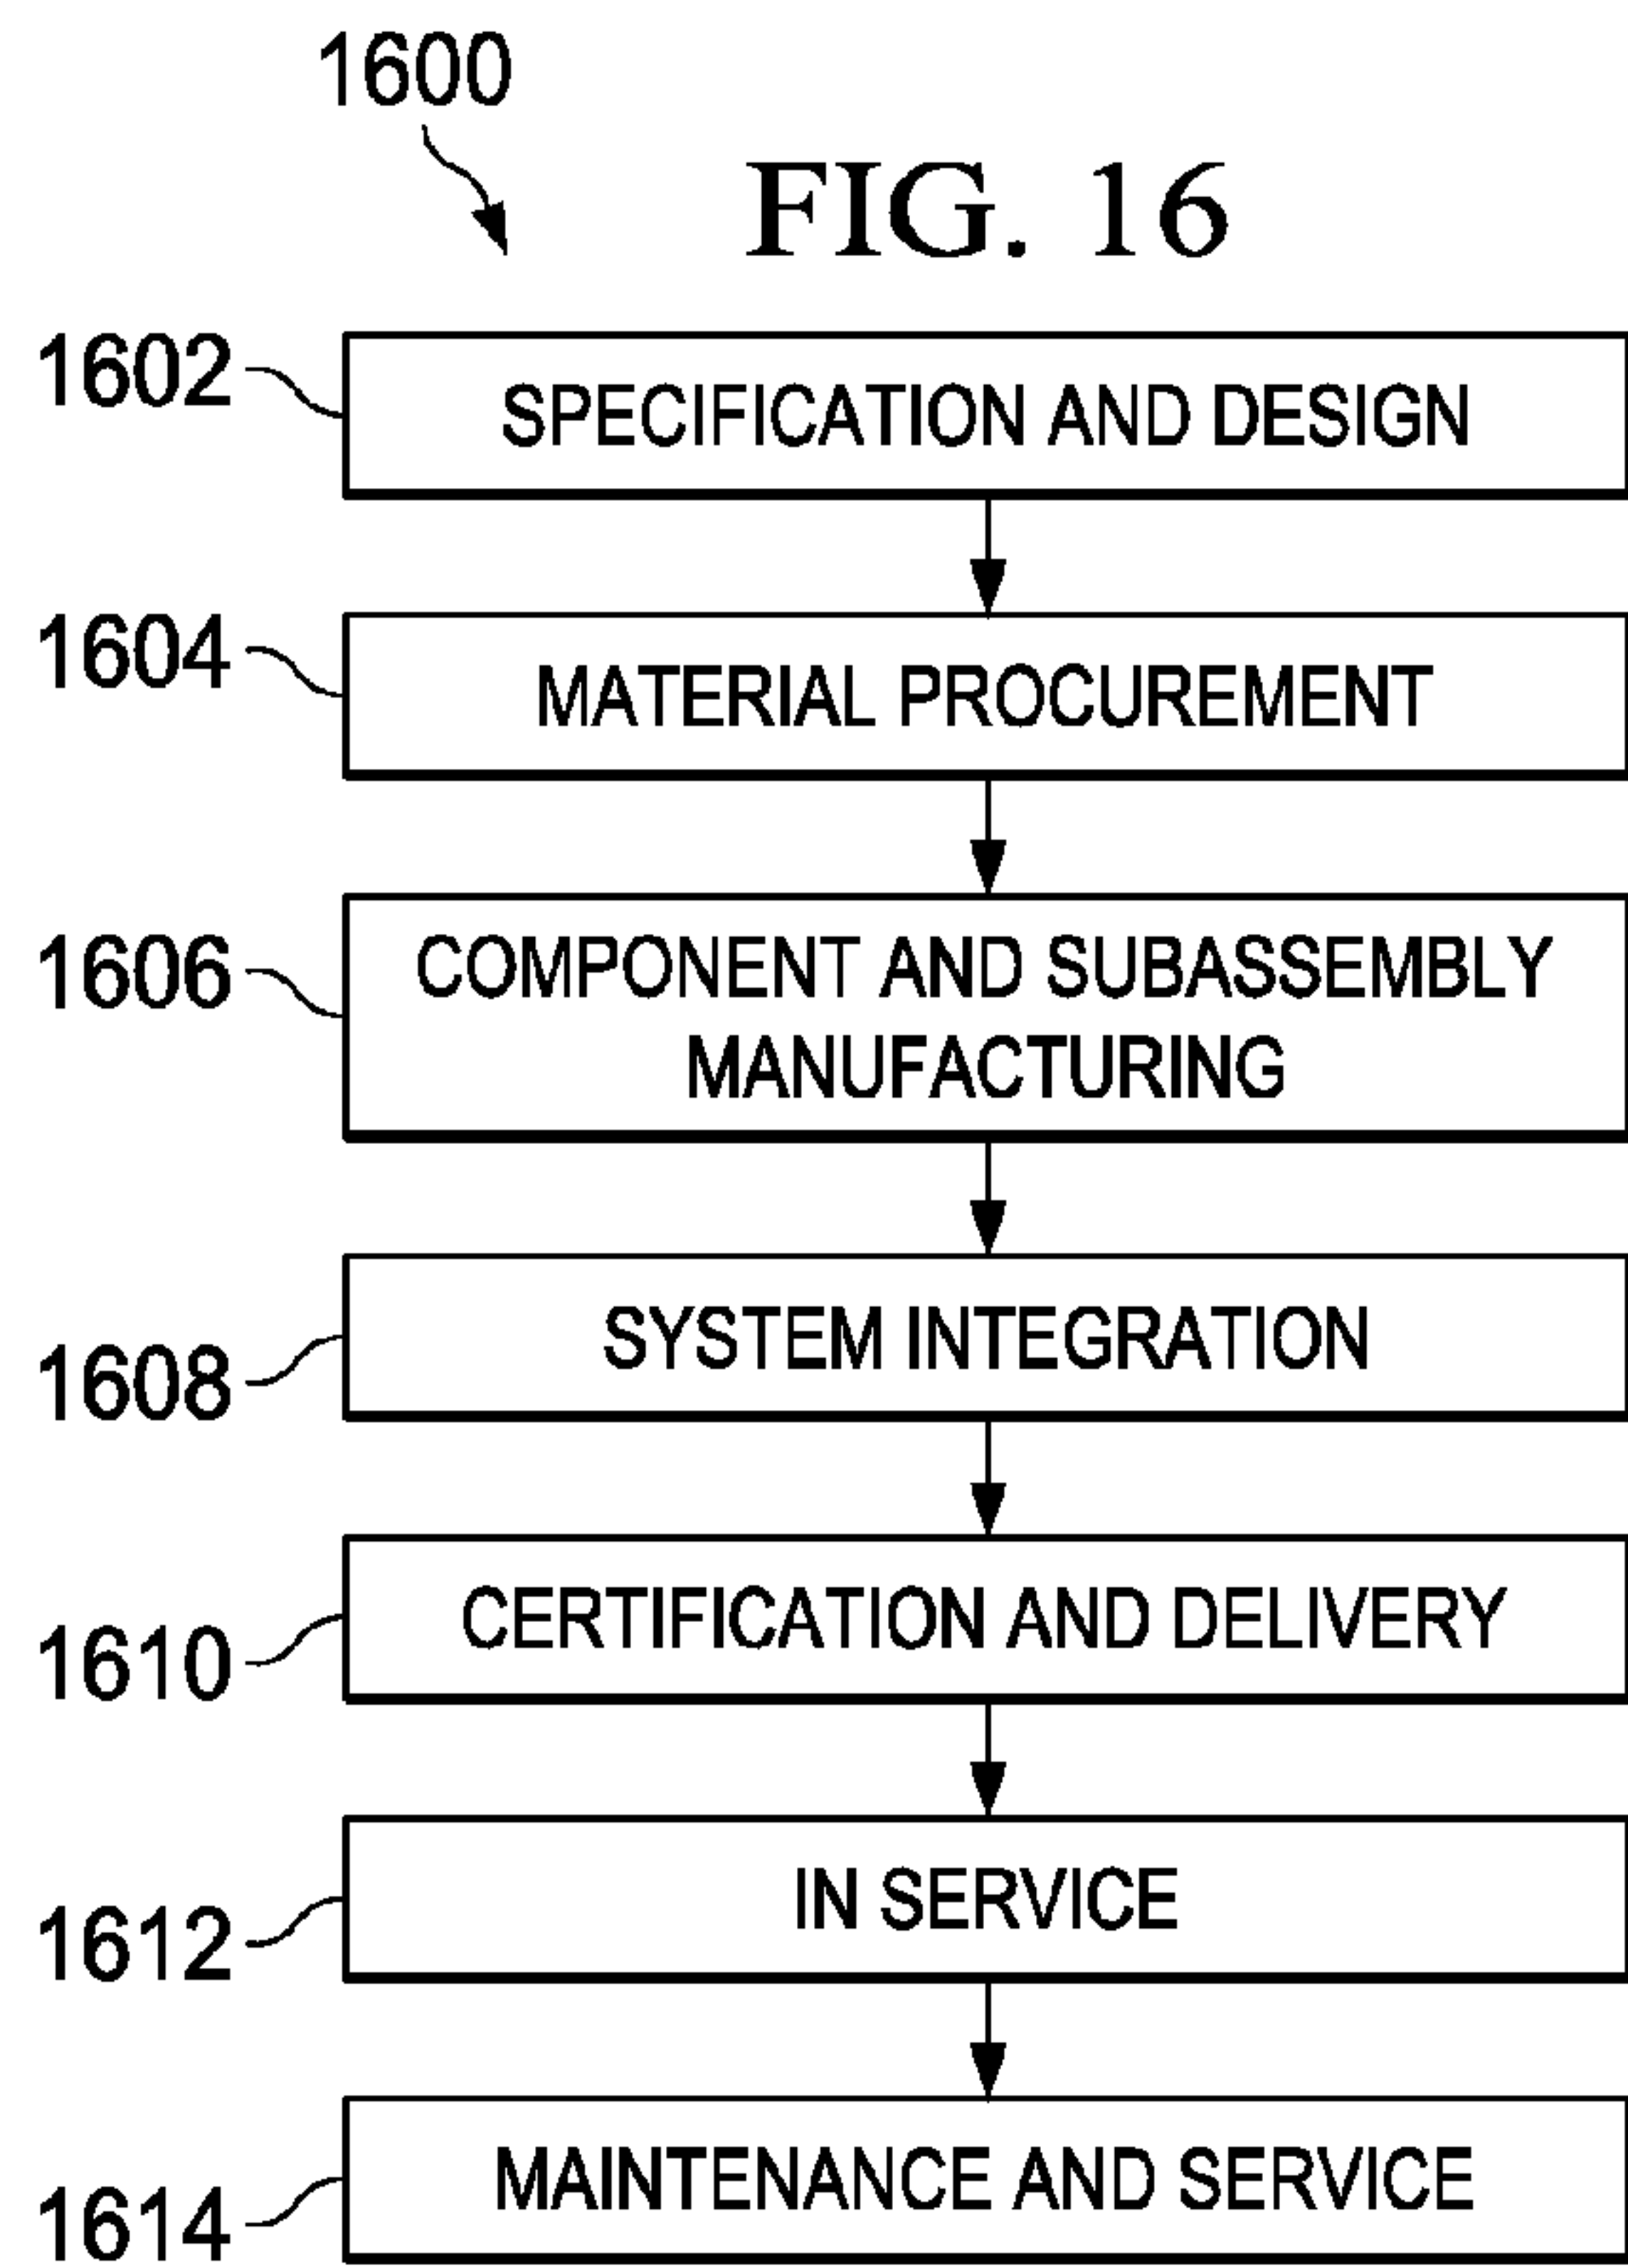 1600
FIG. 16
1602
SPECIFICATION AND DESIGN
1604
MATERIAL PROCUREMENT
1606
COMPONENT AND SUBASSEMBLY
MANUFACTURING
1608
SYSTEM INTEGRATION
1610
CERTIFICATION AND DELIVERY
1612
IN SERVICE
1614
MAINTENANCE AND SERVICE